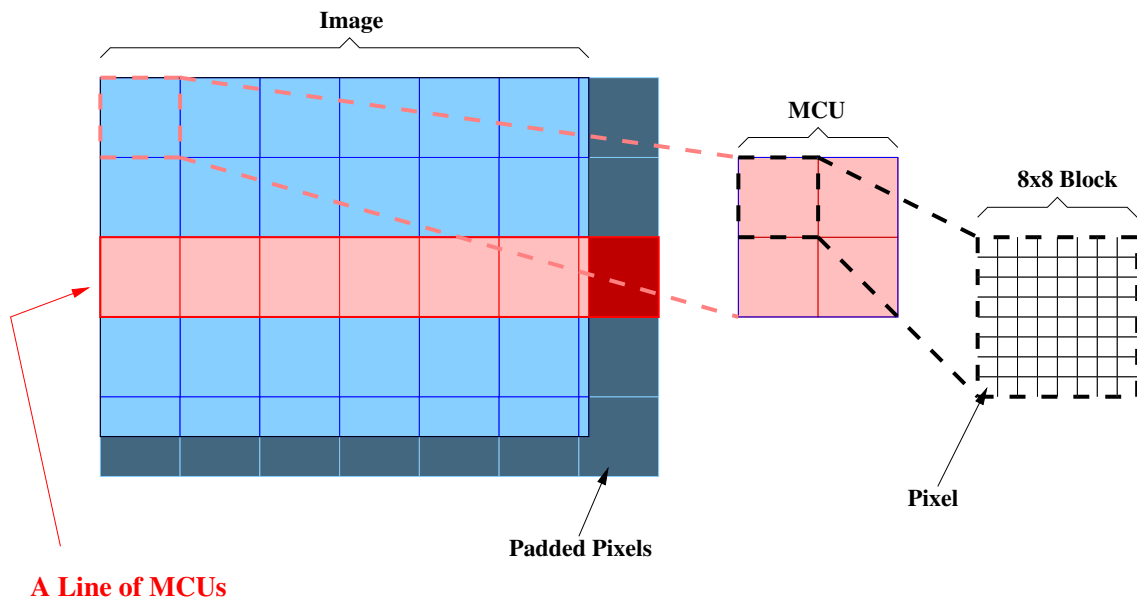 Image
MCU
8x8 Block
Pixel
Padded Pixels
A Line of MCUs